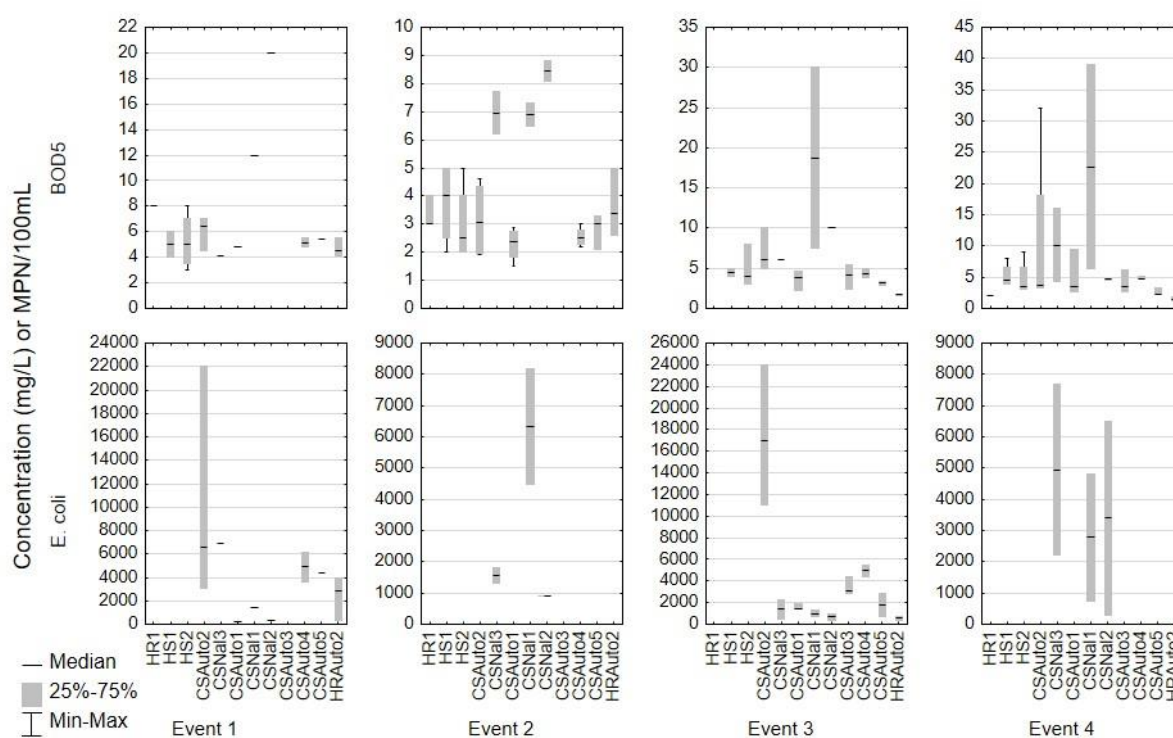 Concentration (mg/L) or MPN/100mL
BOD5
22
20
18
16
14
12
10
8
6
4
2
0
10
9
8
7
6
5
4
3
2
1
0
35
30
25
20
15
10
5
0
45
40
35
30
25
20
15
10
5
0
E. coli
24000
22000
20000
18000
16000
14000
12000
10000
8000
6000
4000
2000
0
9000
8000
7000
6000
5000
4000
3000
2000
1000
0
26000
24000
22000
20000
18000
16000
14000
12000
10000
8000
6000
4000
2000
0
9000
8000
7000
6000
5000
4000
3000
2000
1000
0
HR1
HS1
HS2
CSAuto2
CSNal3
CSAuto1
CSNal1
CSNal2
CSAuto3
CSAuto4
CSAuto5
HRAuto2
HR1
HS1
HS2
CSAuto2
CSNal3
CSAuto1
CSNal1
CSNal2
CSAuto3
CSAuto4
CSAuto5
HRAuto2
HR1
HS1
HS2
CSAuto2
CSNal3
CSAuto1
CSNal1
CSNal2
CSAuto3
CSAuto4
CSAuto5
HRAuto2
HR1
HS1
HS2
CSAuto2
CSNal3
CSAuto1
CSNal1
CSNal2
CSAuto3
CSAuto4
CSAuto5
HRAuto2
Median
25%-75%
Min-Max
Event 1
Event 2
Event 3
Event 4